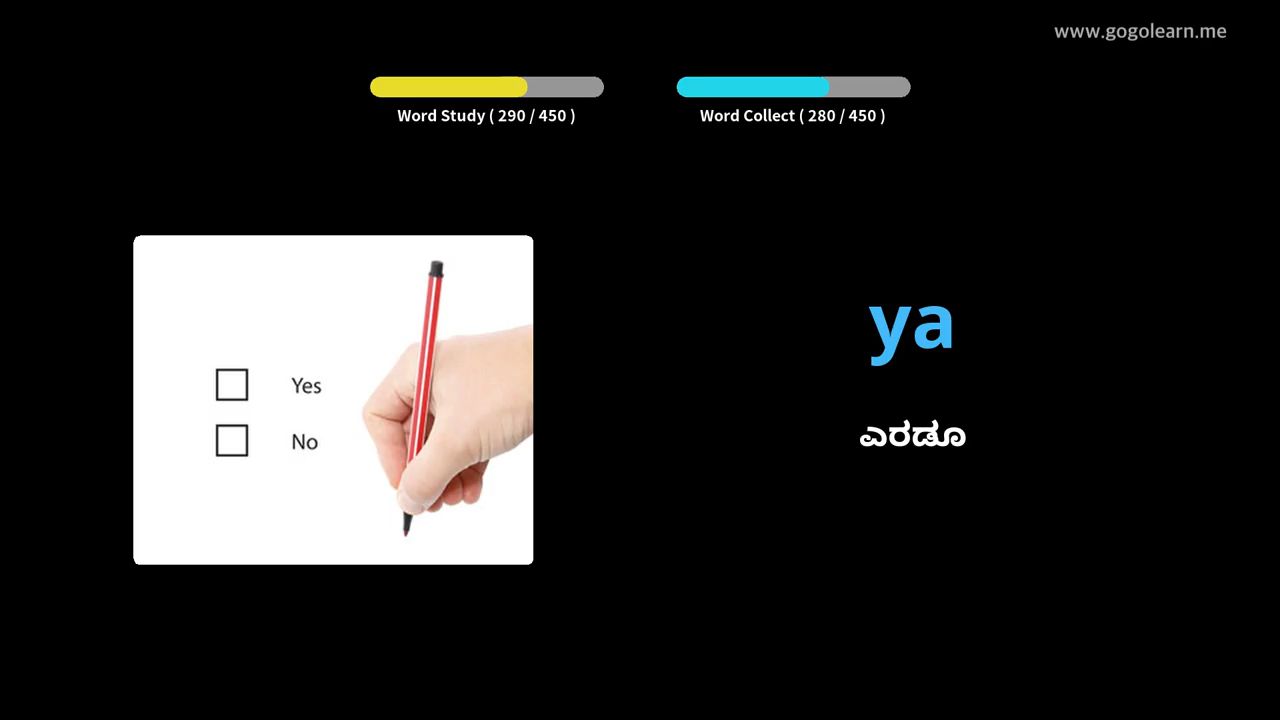 www.gogolearn.me
Word Study ( 290 / 450 )
Word Collect ( 280 / 450 )
Yes
No
ya
ಎರಡೂ